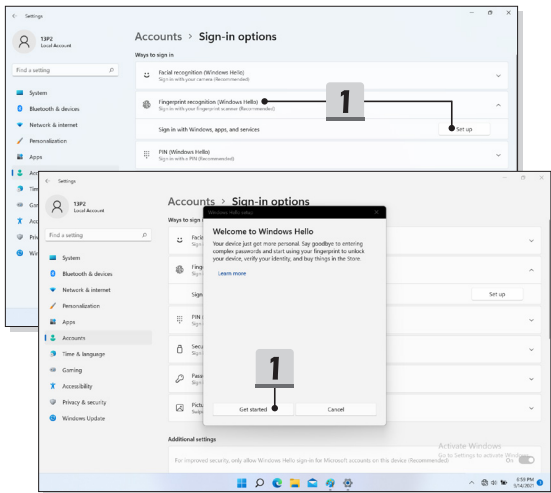 Settings
13P2
Local Account
Find a setting
System
Bluetooth & devices
Network & internet
Personalization
Apps
Accounts > Sign-in options
Ways to sign in
Facial recognition (Windows Hello)
Sign in with your camera (Recommended)
Fingerprint recognition (Windows Hello)
Sign in with your fingerprint scanner (Recommended)
1
Sign in with Windows, apps, and services
Set up
PIN (Windows Hello)
Sign in with a PIN (Recommended)
Settings
13P2
Local Account
Find a setting
System
Bluetooth & devices
Network & internet
Personalization
Apps
Accounts
Time & language
Gaming
Accessibility
Privacy & security
Windows Update
Accounts > Sign-in options
Ways to sign
Windows Hello setup
Welcome to Windows Hello
Your device just got more personal. Say goodbye to entering
complex passwords and start using your fingerprint to unlock
your device, verify your identity, and buy things in the Store.
Learn more
Set up
1
Get started
Cancel
Additional settings
For improved security, only allow Windows Hello sign-in for Microsoft accounts on this device (Recommended)
On
Activate Windows
Go to Settings to activate Windows.
6:59 PM